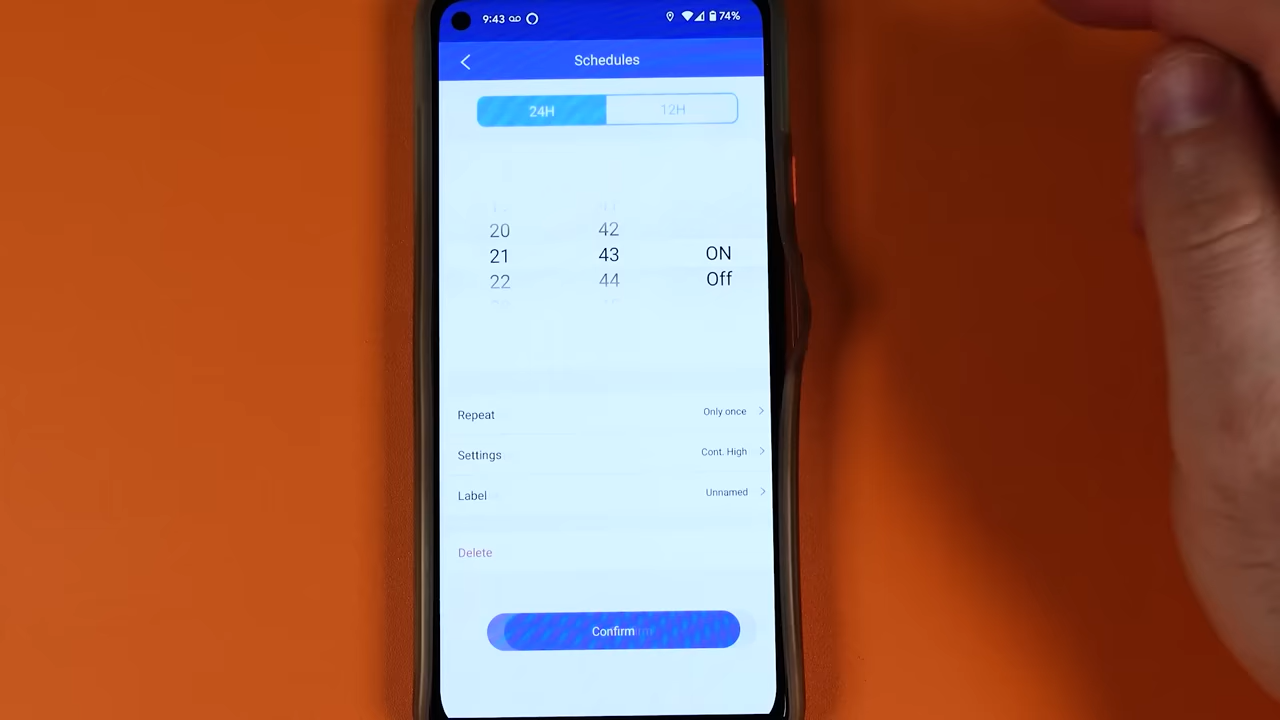 9:43 74%
Schedules
24H 12H
20 42
21 43 ON
22 44 Off
Repeat Only once
Settings Cont. High
Label Unnamed
Delete
Confirm